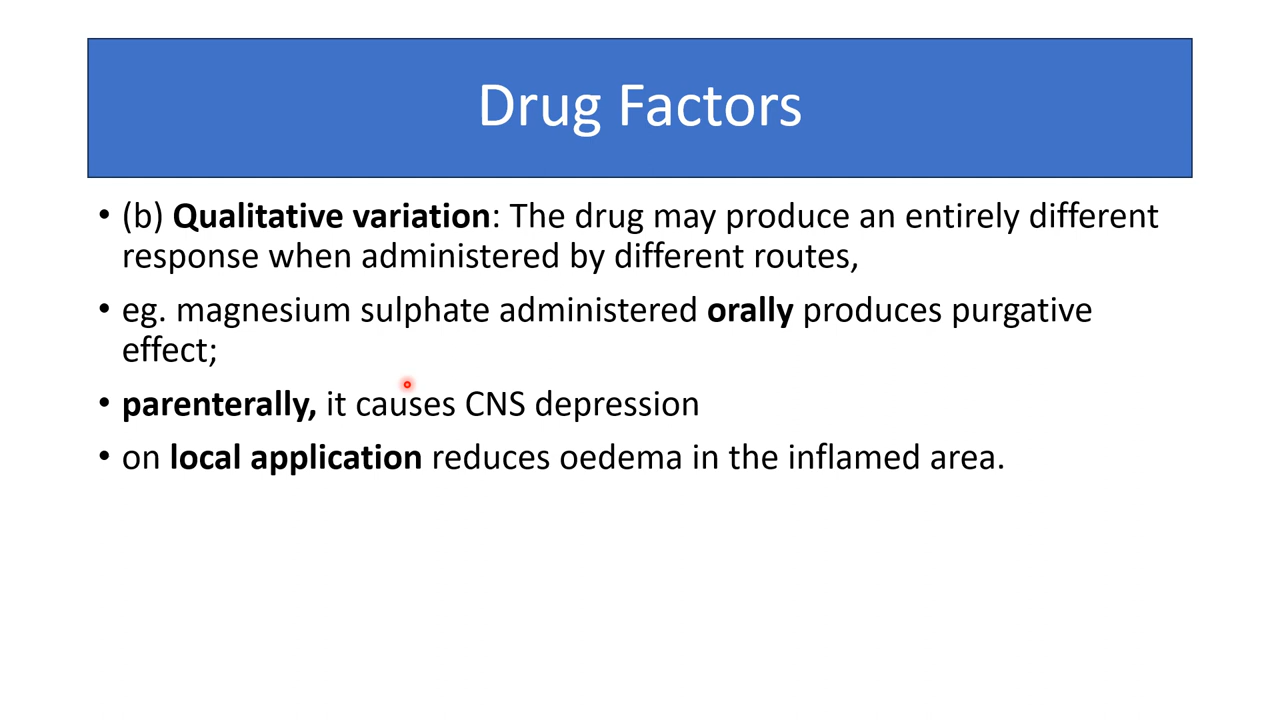 Drug Factors
• (b) Qualitative variation: The drug may produce an entirely different
response when administered by different routes,
• eg. magnesium sulphate administered orally produces purgative
effect;
• parenterally, it causes CNS depression
• on local application reduces oedema in the inflamed area.